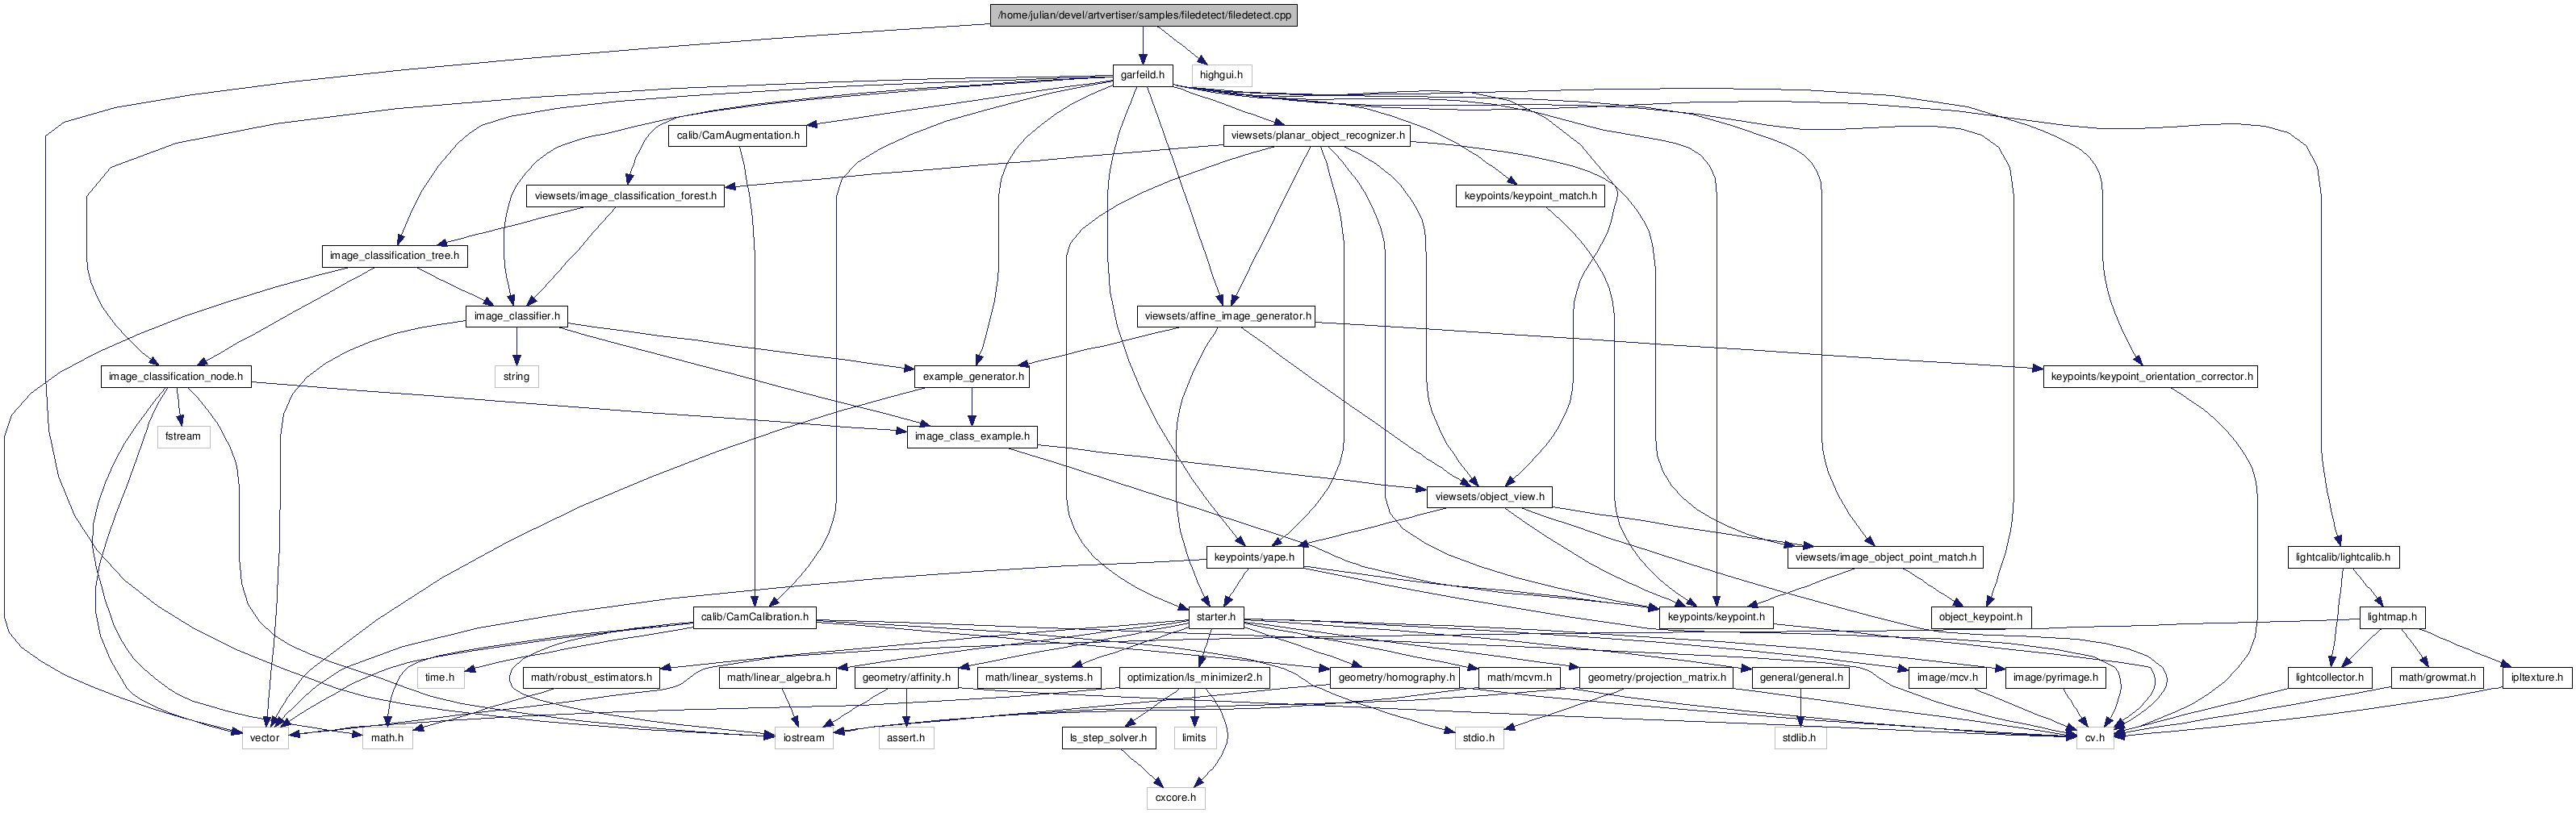 /home/julian/devel/artvertiser/samples/filedetect/filedetect.cpp
garfeild.h
highgui.h
calib/CamAugmentation.h
viewsets/planar_object_recognizer.h
viewsets/image_classification_forest.h
keypoints/keypoint_match.h
image_classification_tree.h
image_classifier.h
viewsets/affine_image_generator.h
image_classification_node.h
string
example_generator.h
keypoints/keypoint_orientation_corrector.h
fstream
image_class_example.h
viewsets/object_view.h
keypoints/yape.h
viewsets/image_object_point_match.h
lightcalib/lightcalib.h
calib/CamCalibration.h
starter.h
keypoints/keypoint.h
object_keypoint.h
lightmap.h
time.h
math/robust_estimators.h
math/linear_algebra.h
geometry/affinity.h
math/linear_systems.h
optimization/ls_minimizer2.h
geometry/homography.h
math/mcvm.h
geometry/projection_matrix.h
general/general.h
image/mcv.h
image/pyrimage.h
lightcollector.h
math/growmat.h
ipltexture.h
vector
math.h
iostream
assert.h
ls_step_solver.h
limits
stdio.h
stdlib.h
cv.h
cxcore.h